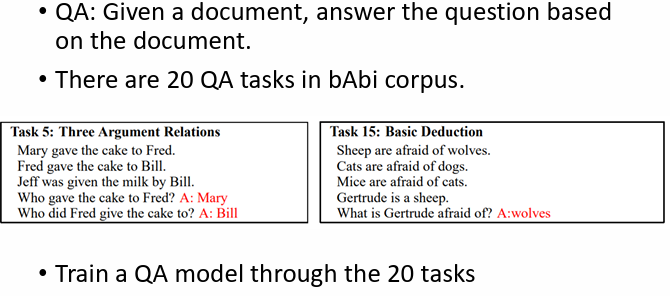 • QA: Given a document, answer the question based
on the document.
• There are 20 QA tasks in bAbi corpus.
Task 5: Three Argument Relations
Mary gave the cake to Fred.
Fred gave the cake to Bill.
Jeff was given the milk by Bill.
Who gave the cake to Fred? A: Mary
Who did Fred give the cake to? A: Bill
Task 15: Basic Deduction
Sheep are afraid of wolves.
Cats are afraid of dogs.
Mice are afraid of cats.
Gertrude is a sheep.
What is Gertrude afraid of? A:wolves
• Train a QA model through the 20 tasks